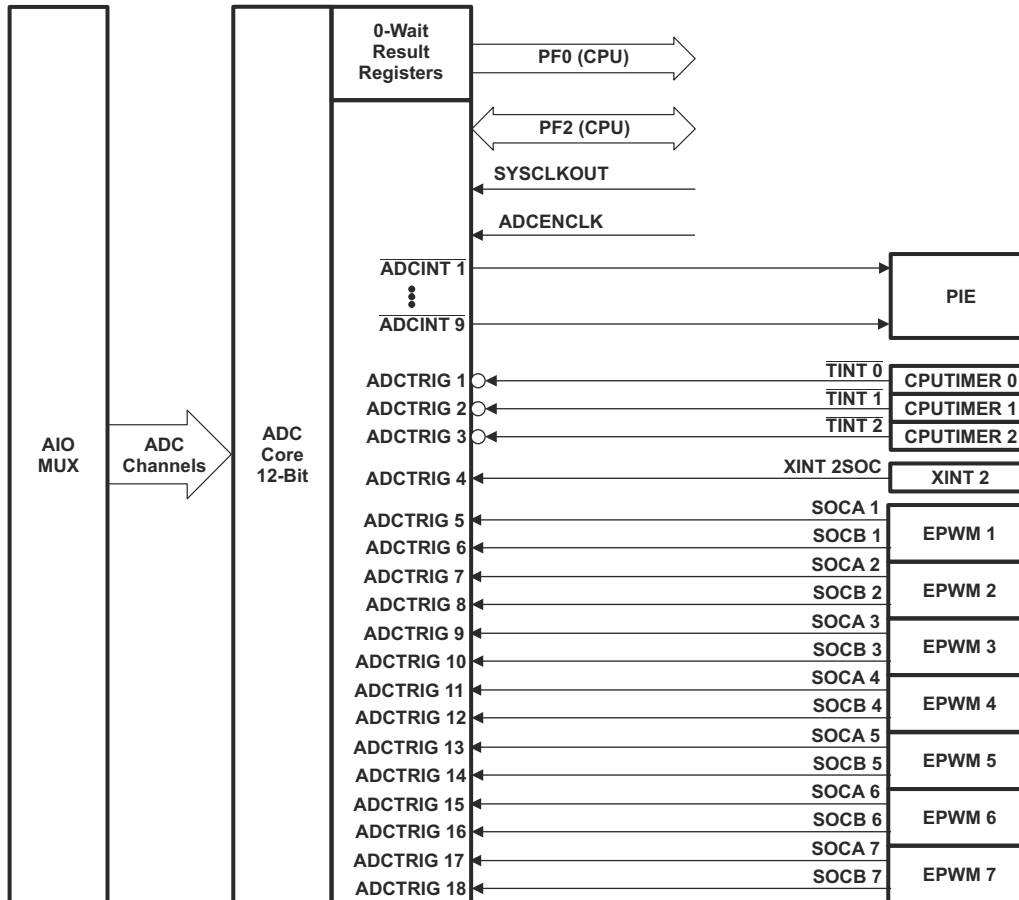 0-Wait
Result
Registers
PF0 (CPU)
PF2 (CPU)
SYSCLKOUT
ADCENCLK
ADCINT 1
PIE
ADCINT 9
ADCTRIG 1
TINT 0
CPUTIMER 0
ADCTRIG 2
TINT 1
CPUTIMER 1
ADCTRIG 3
TINT 2
CPUTIMER 2
AIO
MUX
ADC
Channels
ADC
Core
12-Bit
ADCTRIG 4
XINT 2SOC
XINT 2
ADCTRIG 5
SOCA 1
ADCTRIG 6
SOCB 1
EPWM 1
ADCTRIG 7
SOCA 2
ADCTRIG 8
SOCB 2
EPWM 2
ADCTRIG 9
SOCA 3
ADCTRIG 10
SOCB 3
EPWM 3
ADCTRIG 11
SOCA 4
ADCTRIG 12
SOCB 4
EPWM 4
ADCTRIG 13
SOCA 5
ADCTRIG 14
SOCB 5
EPWM 5
ADCTRIG 15
SOCA 6
ADCTRIG 16
SOCB 6
EPWM 6
ADCTRIG 17
SOCA 7
ADCTRIG 18
SOCB 7
EPWM 7